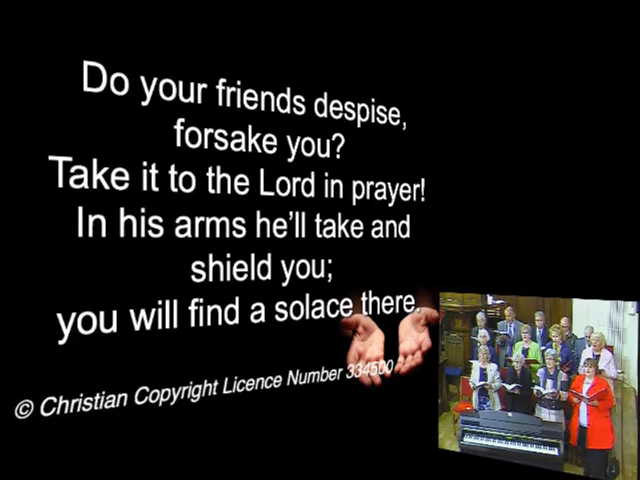 Do your friends despise,
forsake you?
Take it to the Lord in prayer!
In his arms he'll take and
shield you;
you will find a solace there.
© Christian Copyright Licence Number 334500